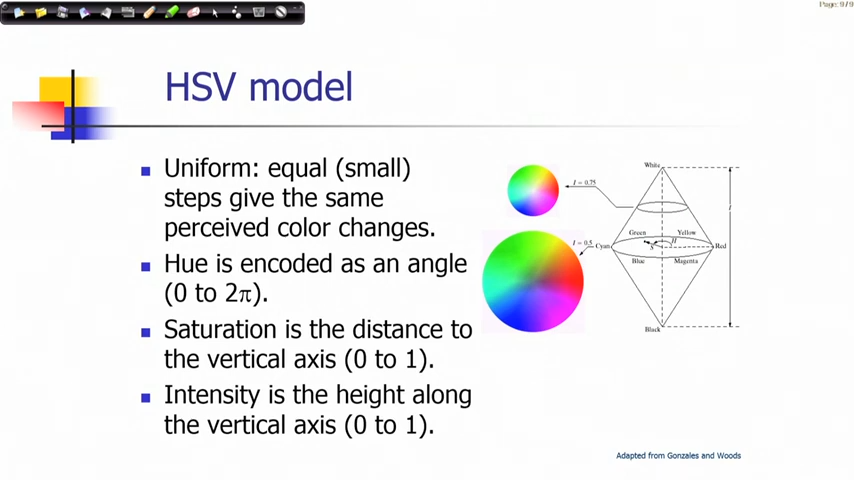 Page: 9/9
HSV model
Uniform: equal (small)
steps give the same
perceived color changes.
Hue is encoded as an angle
(0 to 2π).
Saturation is the distance to
the vertical axis (0 to 1).
Intensity is the height along
the vertical axis (0 to 1).
White
I = 0.75
I
Green
Yellow
I = 0.5
Cyan
H
S
Red
Blue
Magenta
Black
Adapted from Gonzales and Woods